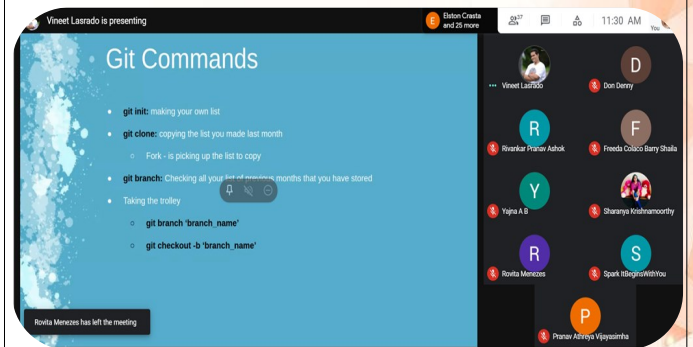 Vineet Lasrado is presenting
E
Elston Crasta
and 25 more
37
11:30 AM
You
Git Commands
git init: making your own list
git clone: copying the list you made last month
Fork - is picking up the list to copy
git branch: Checking all your list of previous months that you have stored
Taking the trolley
git branch 'branch_name'
git checkout -b 'branch_name'
Rovita Menezes has left the meeting
Vineet Lasrado
D
Don Denny
R
Rivankar Pranav Ashok
F
Freeda Colaco Barry Shaila
Y
Yajna A B
Sharanya Krishnamoorthy
R
Rovita Menezes
S
Spark ItBeginsWithYou
P
Pranav Athreya Vijayasimha